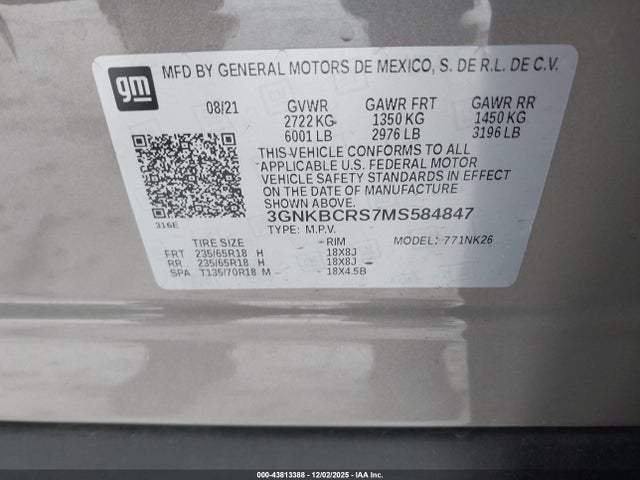 gm
MFD BY GENERAL MOTORS DE MEXICO, S. DE R.L. DE C.V.
08/21 GVWR GAWR FRT GAWR RR
2722 KG 1350 KG 1450 KG
6001 LB 2976 LB 3196 LB
THIS VEHICLE CONFORMS TO ALL
APPLICABLE U.S. FEDERAL MOTOR
VEHICLE SAFETY STANDARDS IN EFFECT
ON THE DATE OF MANUFACTURE
SHOWN ABOVE.
3GNKBCRS7MS584847
316E
TYPE: M.P.V. MODEL: 771NK26
TIRE SIZE RIM
FRT 235/65R18 H 18X8J
RR 235/65R18 H 18X8J
SPA T135/70R18 M 18X4.5B
000-43813388 - 12/02/2025 - IAA Inc.